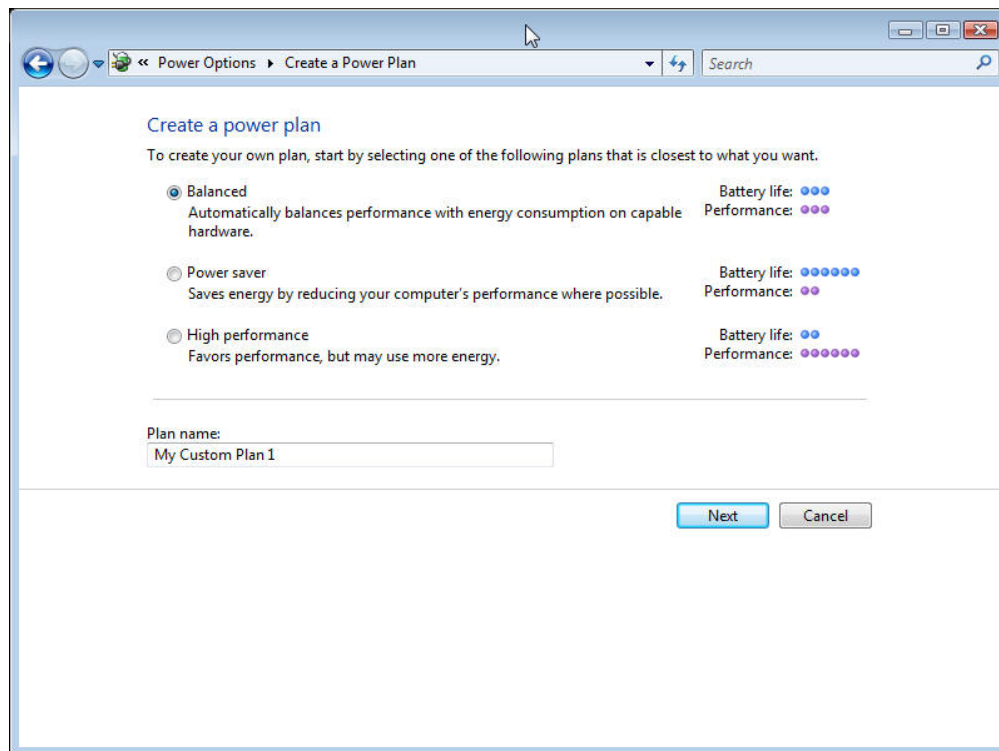 « Power Options ▸ Create a Power Plan
Search
Create a power plan
To create your own plan, start by selecting one of the following plans that is closest to what you want.
Balanced
Battery life:
Automatically balances performance with energy consumption on capable
Performance:
hardware.
Power saver
Battery life:
Saves energy by reducing your computer's performance where possible.
Performance:
High performance
Battery life:
Favors performance, but may use more energy.
Performance:
Plan name:
My Custom Plan 1
Next
Cancel